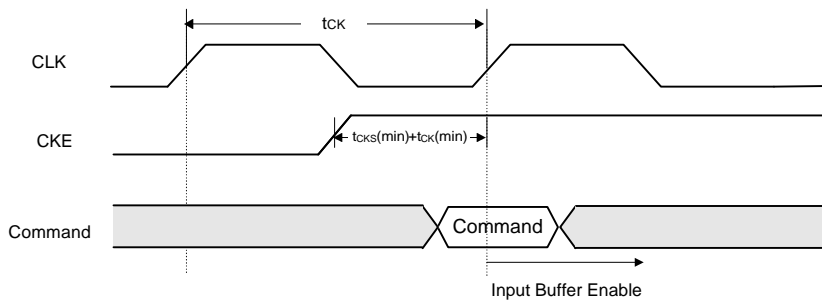 tCK
CLK
CKE
tCKS(min)+tCK(min)
Command
Command
Input Buffer Enable